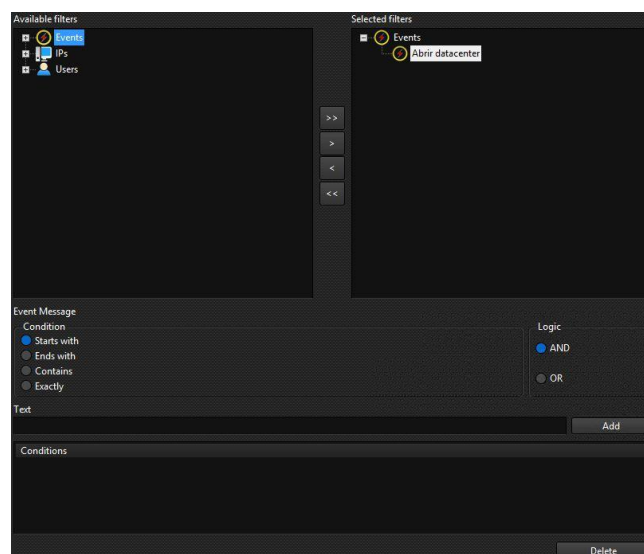 Available filters
Events
IPs
Users
Selected filters
Events
Abrir datacenter
>>
>
<
<<
Event Message
Condition
Starts with
Ends with
Contains
Exactly
Logic
AND
OR
Text
Add
Conditions
Delete